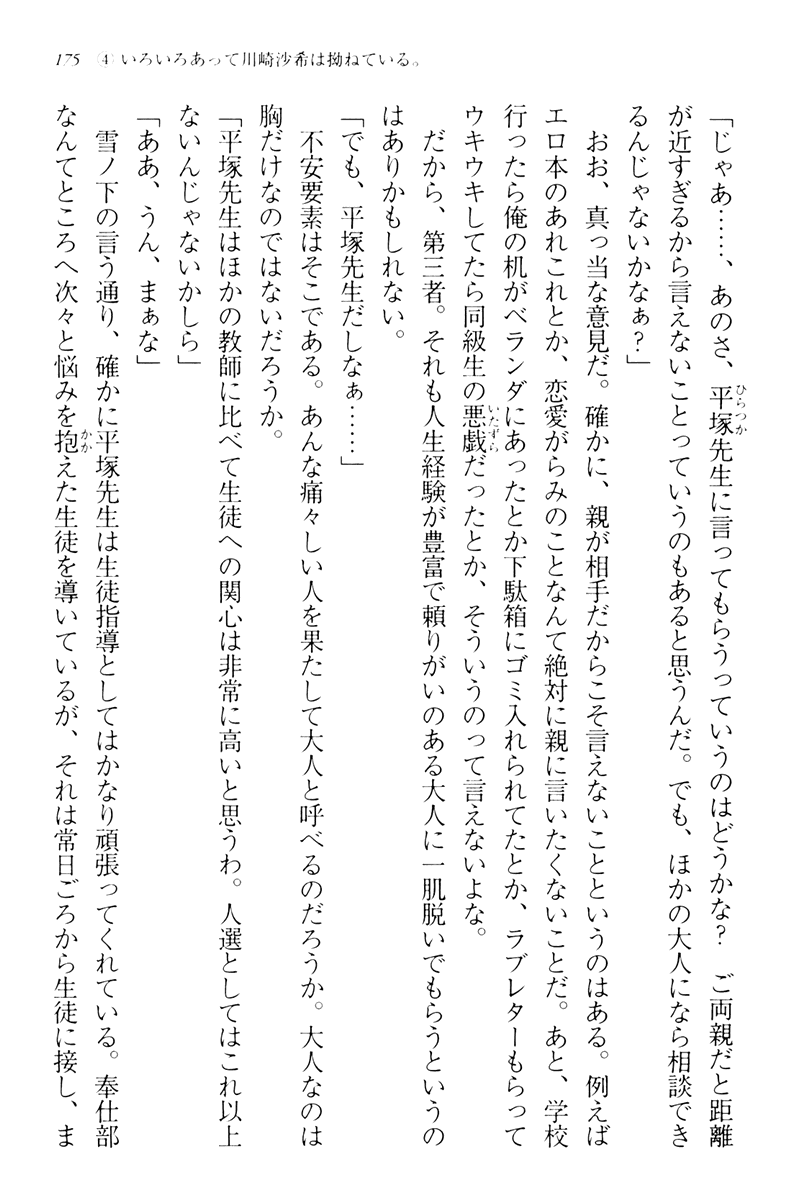 175 ④ いろいろあって川崎沙希は拗ねている。
「じゃあ……、あのさ、平塚先生に言ってもらうっていうのはどうかな？　ご両親だと距離
ひらつか
が近すぎるから言えないことっていうのもあると思うんだ。でも、ほかの大人になら相談でき
るんじゃないかなぁ？」
おお、真っ当な意見だ。確かに、親が相手だからこそ言えないことというのはある。例えば
エロ本のあれこれとか、恋愛がらみのことなんて絶対に親に言いたくないことだ。あと、学校
行ったら俺の机がベランダにあったとか下駄箱にゴミ入れられてたとか、ラブレターもらって
ウキウキしてたら同級生の悪戯だったとか、そういうのって言えないよな。
いたずら
だから、第三者。それも人生経験が豊富で頼りがいのある大人に一肌脱いでもらうというの
はありかもしれない。
「でも、平塚先生だしなぁ……」
不安要素はそこである。あんな痛々しい人を果たして大人と呼べるのだろうか。大人なのは
胸だけなのではないだろうか。
「平塚先生はほかの教師に比べて生徒への関心は非常に高いと思うわ。人選としてはこれ以上
ないんじゃないかしら」
「ああ、うん、まぁな」
雪ノ下の言う通り、確かに平塚先生は生徒指導としてはかなり頑張ってくれている。奉仕部
なんてところへ次々と悩みを抱えた生徒を導いているが、それは常日ごろから生徒に接し、ま
かか